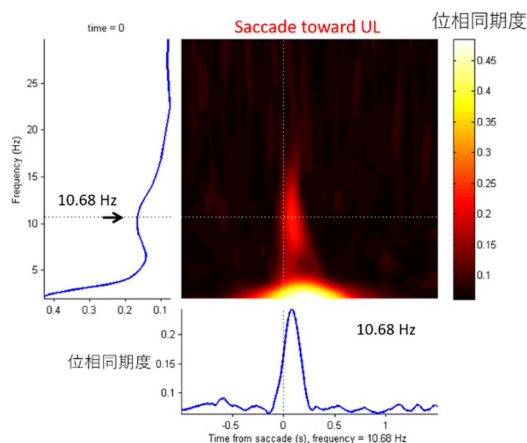 time = 0
Saccade toward UL
位相同期度
Frequency (Hz)
25
20
15
10
5
10.68 Hz
0.4 0.3 0.2 0.1
0.45
0.4
0.35
0.3
0.25
0.2
0.15
0.1
位相同期度
0.2
0.15
0.1
10.68 Hz
-0.5 0 0.5 1
Time from saccade (s), frequency = 10.68 Hz